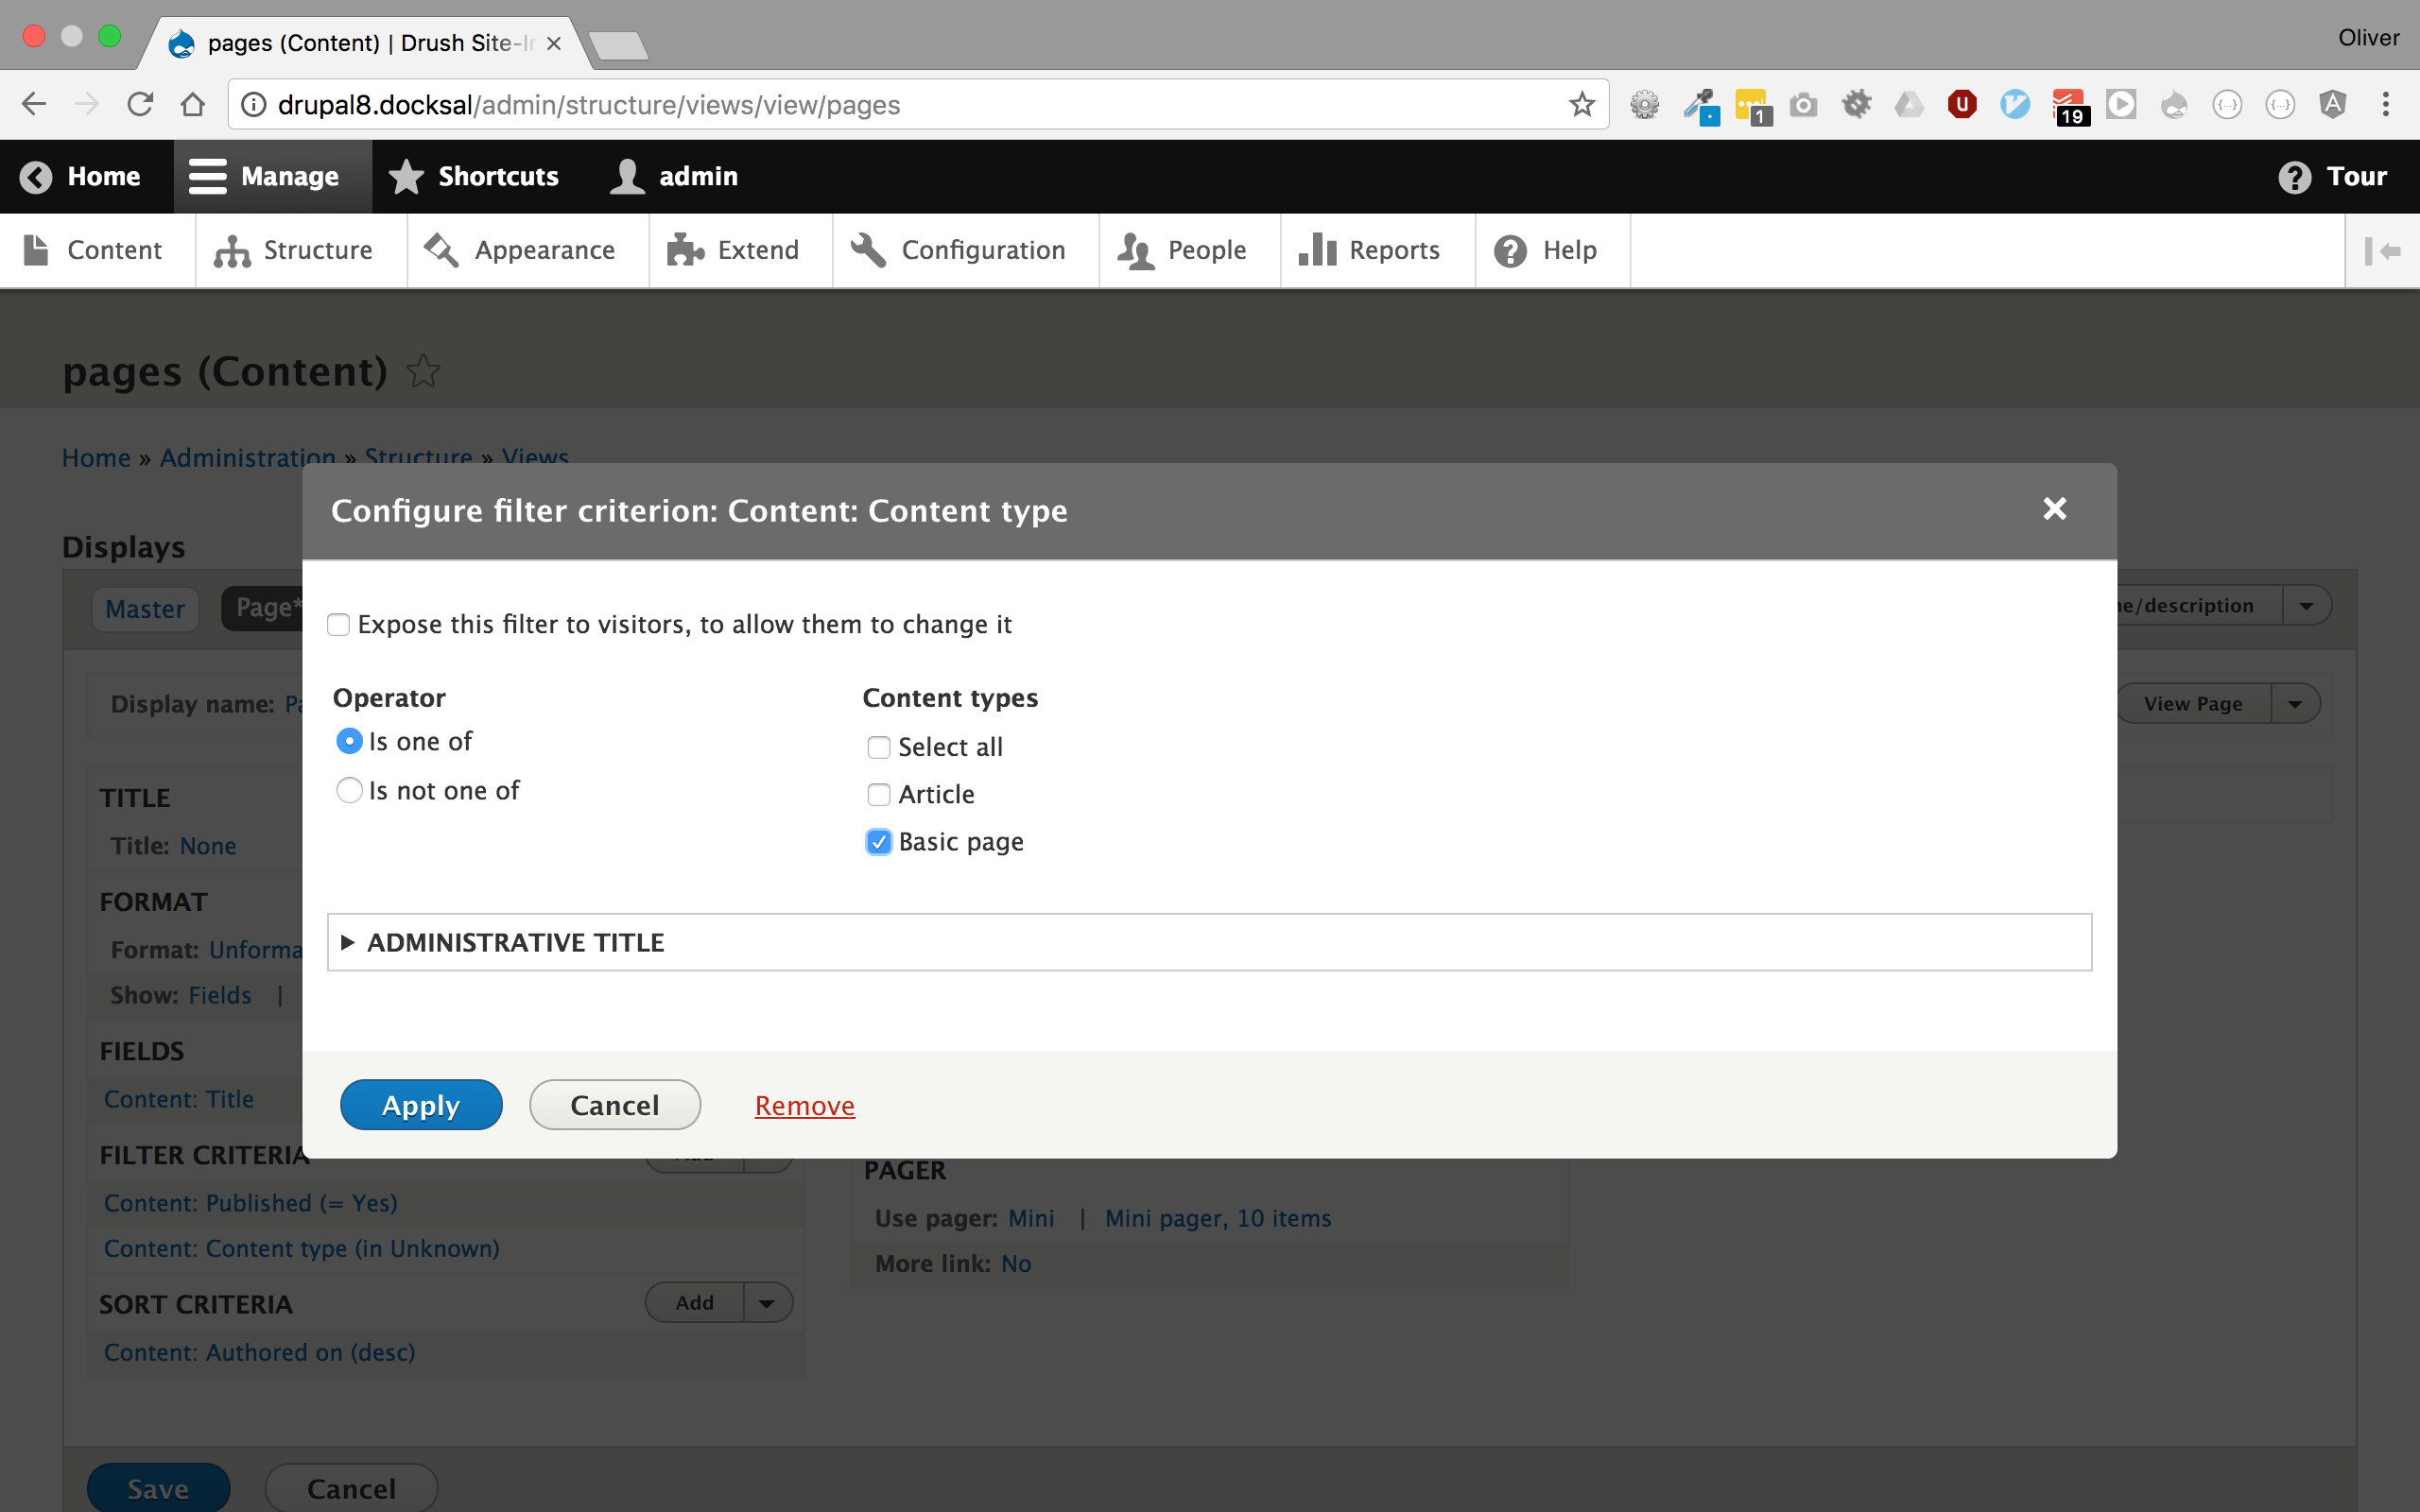 pages (Content) | Drush Site-In
Oliver
drupal8.docksal/admin/structure/views/view/pages
1
19
Home Manage Shortcuts admin Tour
Content Structure Appearance Extend Configuration People Reports Help
pages (Content)
Home » Administration » Structure » Views
Configure filter criterion: Content: Content type
Displays
Master Page* /description
Expose this filter to visitors, to allow them to change it
Display name: View Page
Operator Content types
Is one of Select all
Is not one of Article
Basic page
TITLE
Title: None
FORMAT
Format: Unforma
Show: Fields |
ADMINISTRATIVE TITLE
FIELDS
Content: Title
Apply Cancel Remove
FILTER CRITERIA
Content: Published (= Yes)
Content: Content type (in Unknown)
SORT CRITERIA Add
Content: Authored on (desc)
PAGER
Use pager: Mini | Mini pager, 10 items
More link: No
Save Cancel